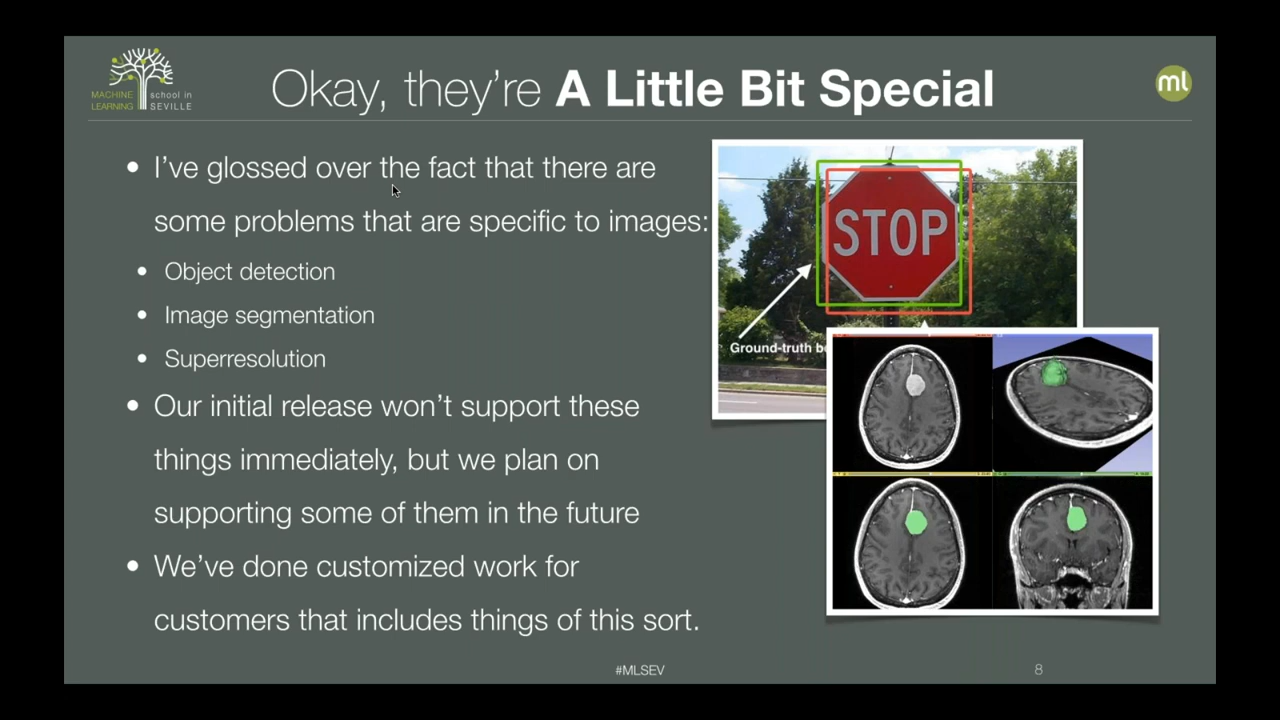 MACHINE
LEARNING
school in
SEVILLE
Okay, they're A Little Bit Special
ml
• I've glossed over the fact that there are
some problems that are specific to images:
• Object detection
• Image segmentation
• Superresolution
• Our initial release won't support these
things immediately, but we plan on
supporting some of them in the future
• We've done customized work for
customers that includes things of this sort.
STOP
Ground-truth
#MLSEV
8